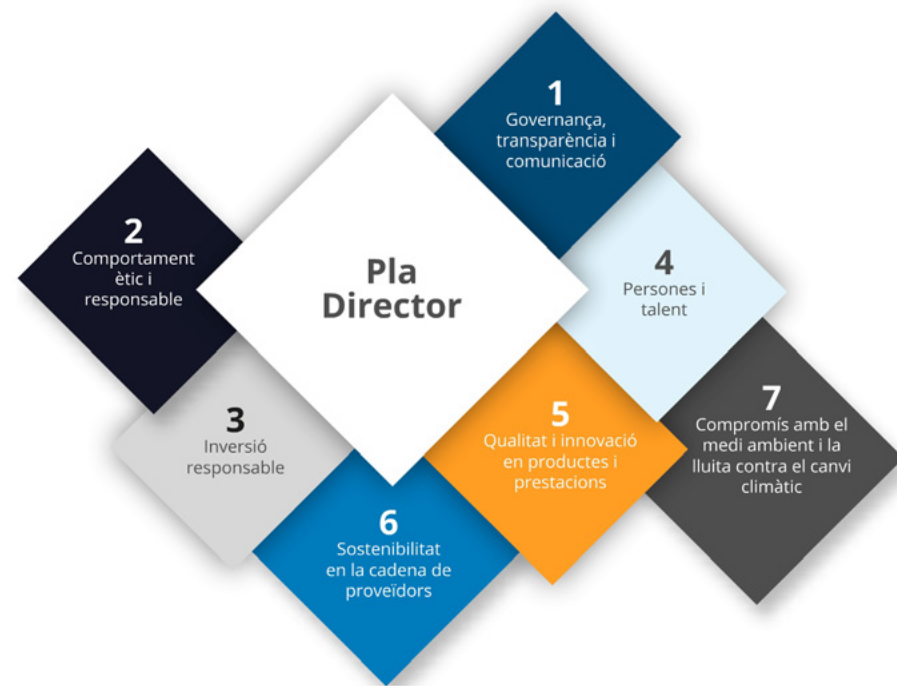 Pla
Director
1
Governança,
transparència i
comunicació
2
Comportament
ètic i
responsable
3
Inversió
responsable
4
Persones i
talent
5
Qualitat i innovació
en productes i
prestacions
6
Sostenibilitat
en la cadena de
proveïdors
7
Compromís amb el
medi ambient i la
lluita contra el canvi
climàtic